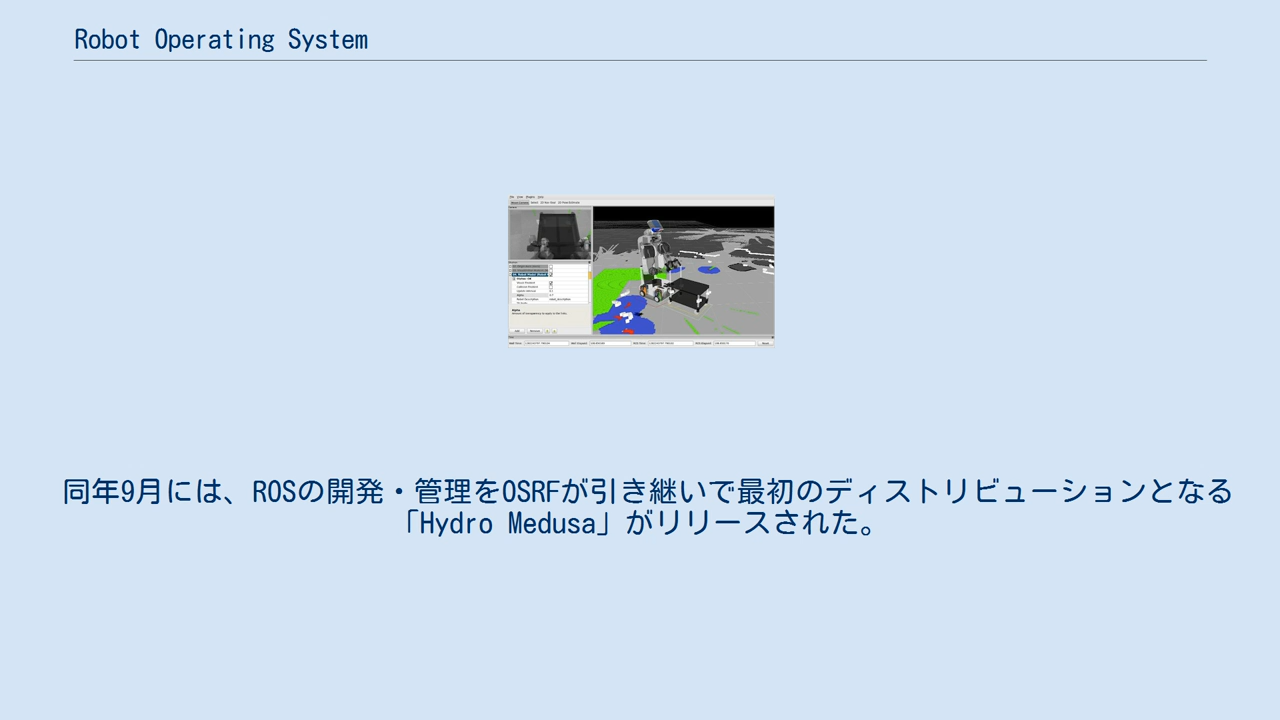 Robot Operating System
同年9月には、ROSの開発・管理をOSRFが引き継いで最初のディストリビューションとなる
「Hydro Medusa」がリリースされた。